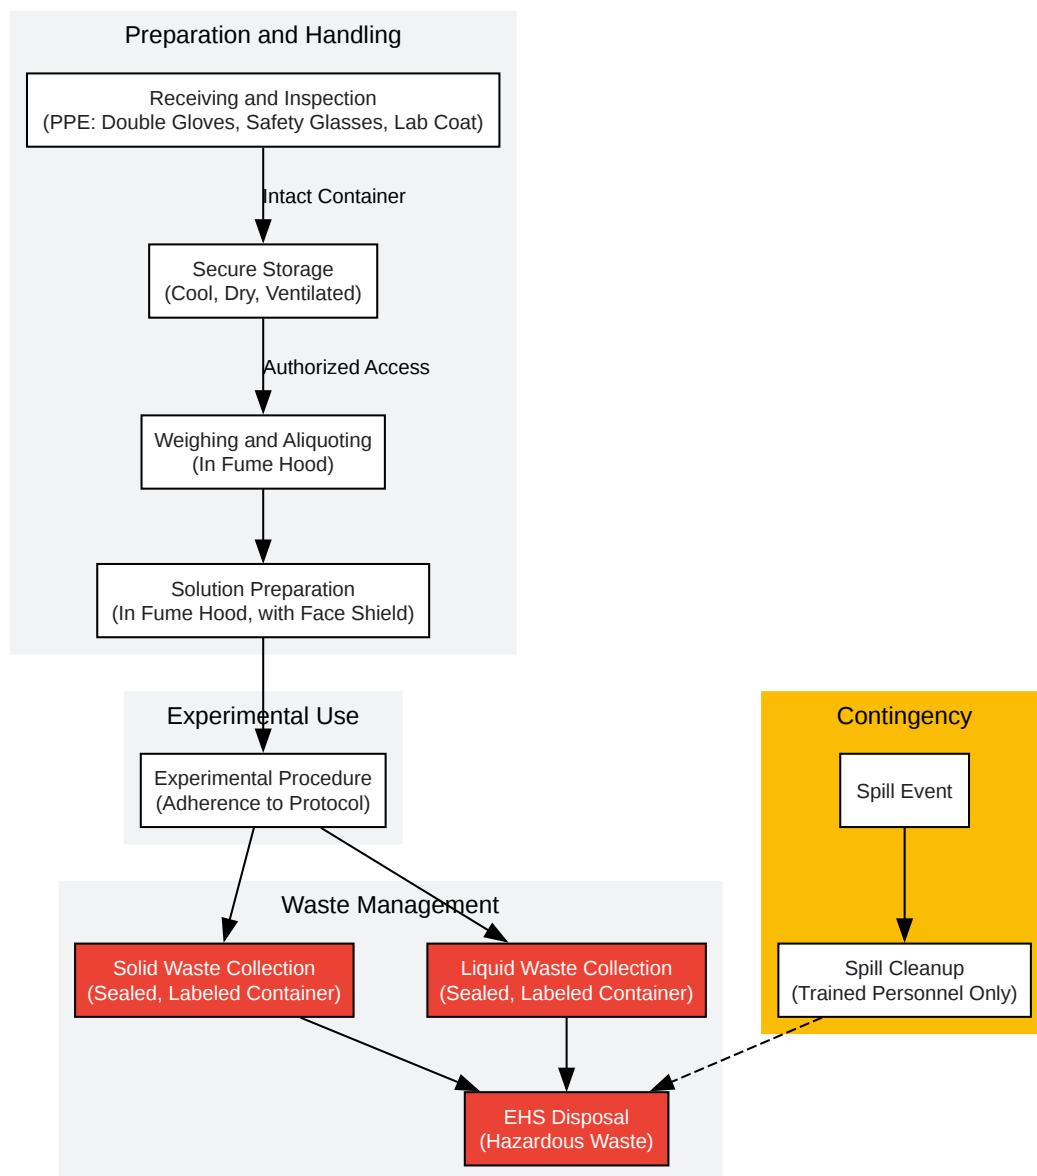 Preparation and Handling
Receiving and Inspection
(PPE: Double Gloves, Safety Glasses, Lab Coat)
Intact Container
Secure Storage
(Cool, Dry, Ventilated)
Authorized Access
Weighing and Aliquoting
(In Fume Hood)
Solution Preparation
(In Fume Hood, with Face Shield)
Experimental Use
Experimental Procedure
(Adherence to Protocol)
Contingency
Spill Event
Waste Management
Solid Waste Collection
(Sealed, Labeled Container)
Liquid Waste Collection
(Sealed, Labeled Container)
Spill Cleanup
(Trained Personnel Only)
EHS Disposal
(Hazardous Waste)